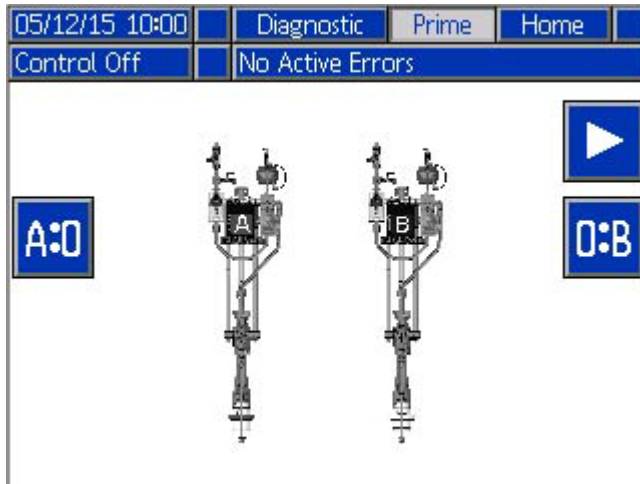 05/12/15 10:00 Diagnostic Prime Home
Control Off No Active Errors
A B
A:0 0:B